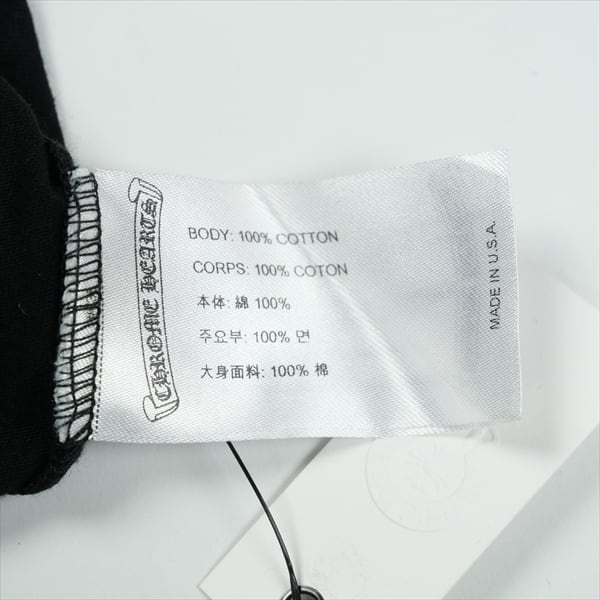 CHROME HEARTS
BODY: 100% COTTON
CORPS: 100% COTON
本体: 綿 100%
주요부: 100% 면
大身面料: 100% 棉
MADE IN U.S.A.